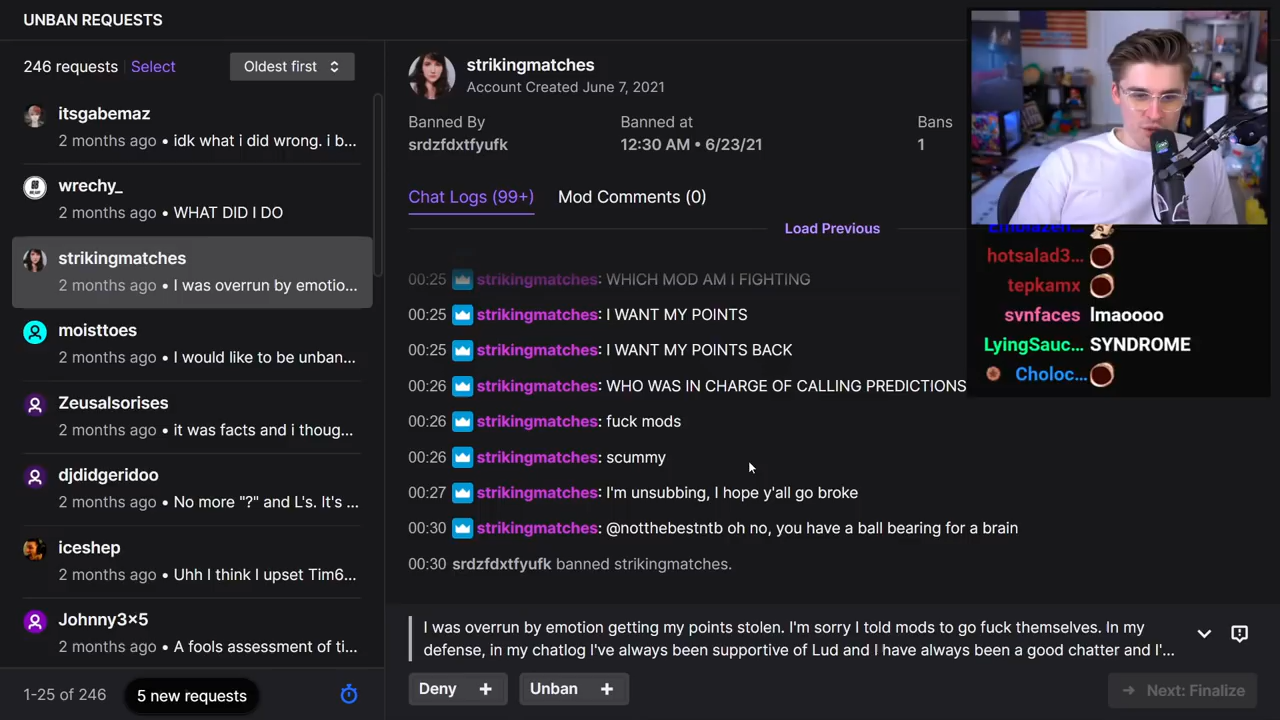 UNBAN REQUESTS
246 requests Select Oldest first
itsgabemaz
2 months ago • idk what i did wrong. i b...
wrechy_
2 months ago • WHAT DID I DO
strikingmatches
2 months ago • I was overrun by emotio...
moisttoes
2 months ago • I would like to be unban...
Zeusalsorises
2 months ago • it was facts and i thoug...
djdidgeridoo
2 months ago • No more "?" and L's. It's ...
iceshep
2 months ago • Uhh I think I upset Tim6...
Johnny3×5
2 months ago • A fools assessment of ti...
1-25 of 246 5 new requests
strikingmatches
Account Created June 7, 2021
Banned By Banned at Bans
srdzfdxtfyufk 12:30 AM • 6/23/21 1
Chat Logs (99+) Mod Comments (0)
Load Previous
00:25 strikingmatches: WHICH MOD AM I FIGHTING
00:25 strikingmatches: I WANT MY POINTS
00:25 strikingmatches: I WANT MY POINTS BACK
00:26 strikingmatches: WHO WAS IN CHARGE OF CALLING PREDICTIONS
00:26 strikingmatches: fuck mods
00:26 strikingmatches: scummy
00:27 strikingmatches: I'm unsubbing, I hope y'all go broke
00:30 strikingmatches: @notthebestntb oh no, you have a ball bearing for a brain
00:30 srdzfdxtfyufk banned strikingmatches.
I was overrun by emotion getting my points stolen. I'm sorry I told mods to go fuck themselves. In my
defense, in my chatlog I've always been supportive of Lud and I have always been a good chatter and I'...
Deny + Unban + → Next: Finalize
hotsalad3...
tepkamx
svnfaces lmaoooo
LyingSauc... SYNDROME
Choloc...